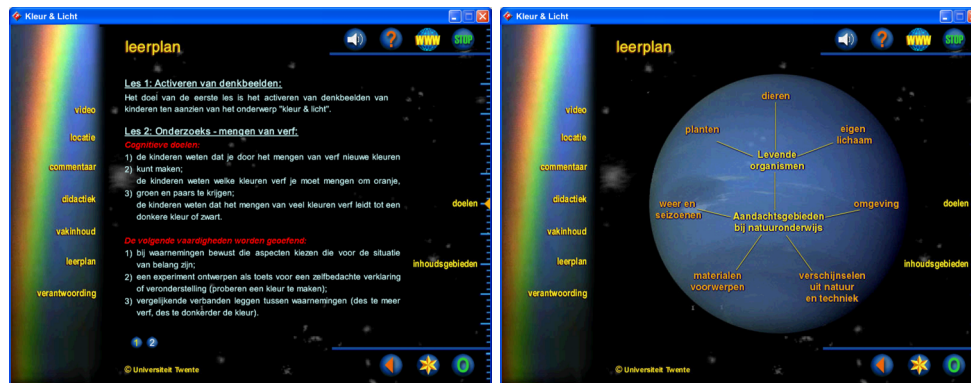 Kleur & Licht
leerplan
WWW
STOP
Les 1: Activeren van denkbeelden:
Het doel van de eerste les is het activeren van denkbeelden van
kinderen ten aanzien van het onderwerp "kleur & licht".
Les 2: Onderzoeks - mengen van verf:
Cognitieve doelen:
1) de kinderen weten dat je door het mengen van verf nieuwe kleuren
2) kunt maken;
de kinderen weten welke kleuren verf je moet mengen om oranje,
3) groen en paars te krijgen;
de kinderen weten dat het mengen van veel kleuren verf leidt tot een
donkere kleur of zwart.
De volgende vaardigheden worden geoefend:
1) bij waarnemingen bewust die aspecten kiezen die voor de situatie
van belang zijn;
2) een experiment ontwerpen als toets voor een zelfbedachte verklaring
of veronderstelling (proberen een kleur te maken);
3) vergelijkende verbanden leggen tussen waarnemingen (des te meer
verf, des te donkerder de kleur).
1 2
video
locatie
commentaar
didactiek
vakinhoud
leerplan
verantwoording
doelen
inhoudsgebieden
© Universiteit Twente
Kleur & Licht
leerplan
WWW
STOP
dieren
planten
eigen
lichaam
Levende
organismen
weer en
seizoenen
omgeving
Aandachtsgebieden
bij natuuronderwijs
materialen
voorwerpen
verschijnselen
uit natuur
en techniek
video
locatie
commentaar
didactiek
vakinhoud
leerplan
verantwoording
doelen
inhoudsgebieden
© Universiteit Twente